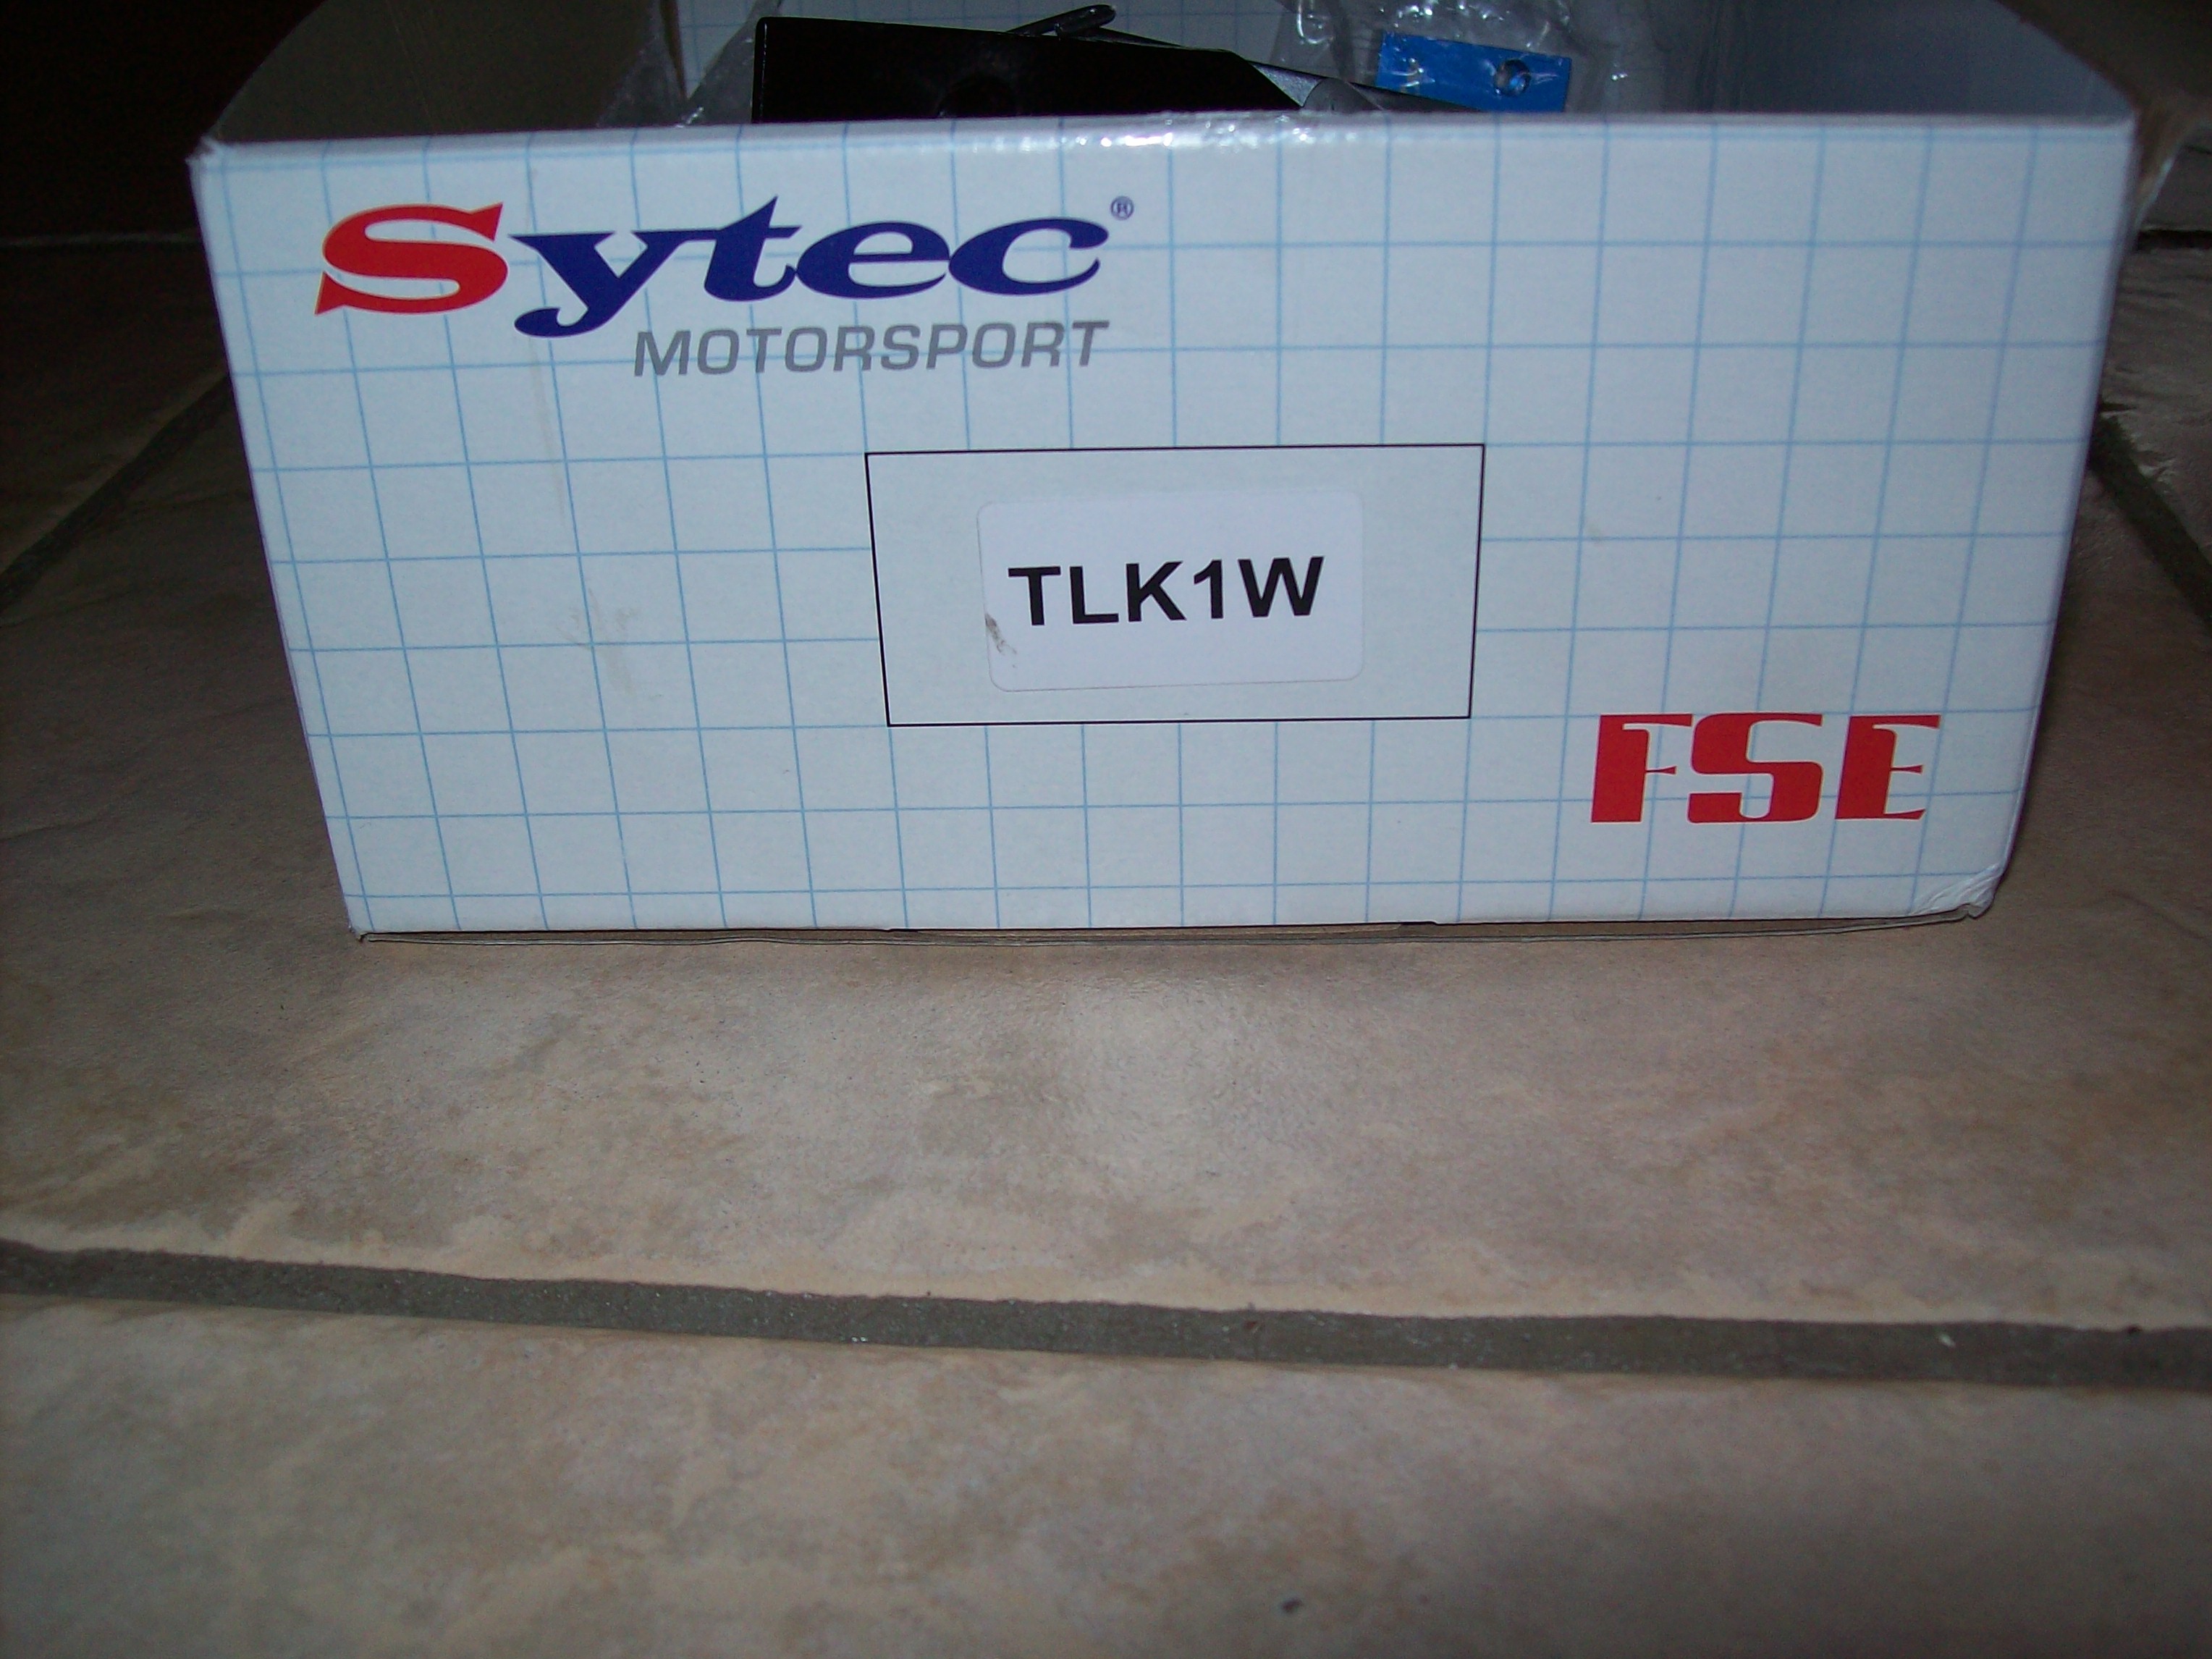 Sytec®
MOTORSPORT
TLK1W
FSE